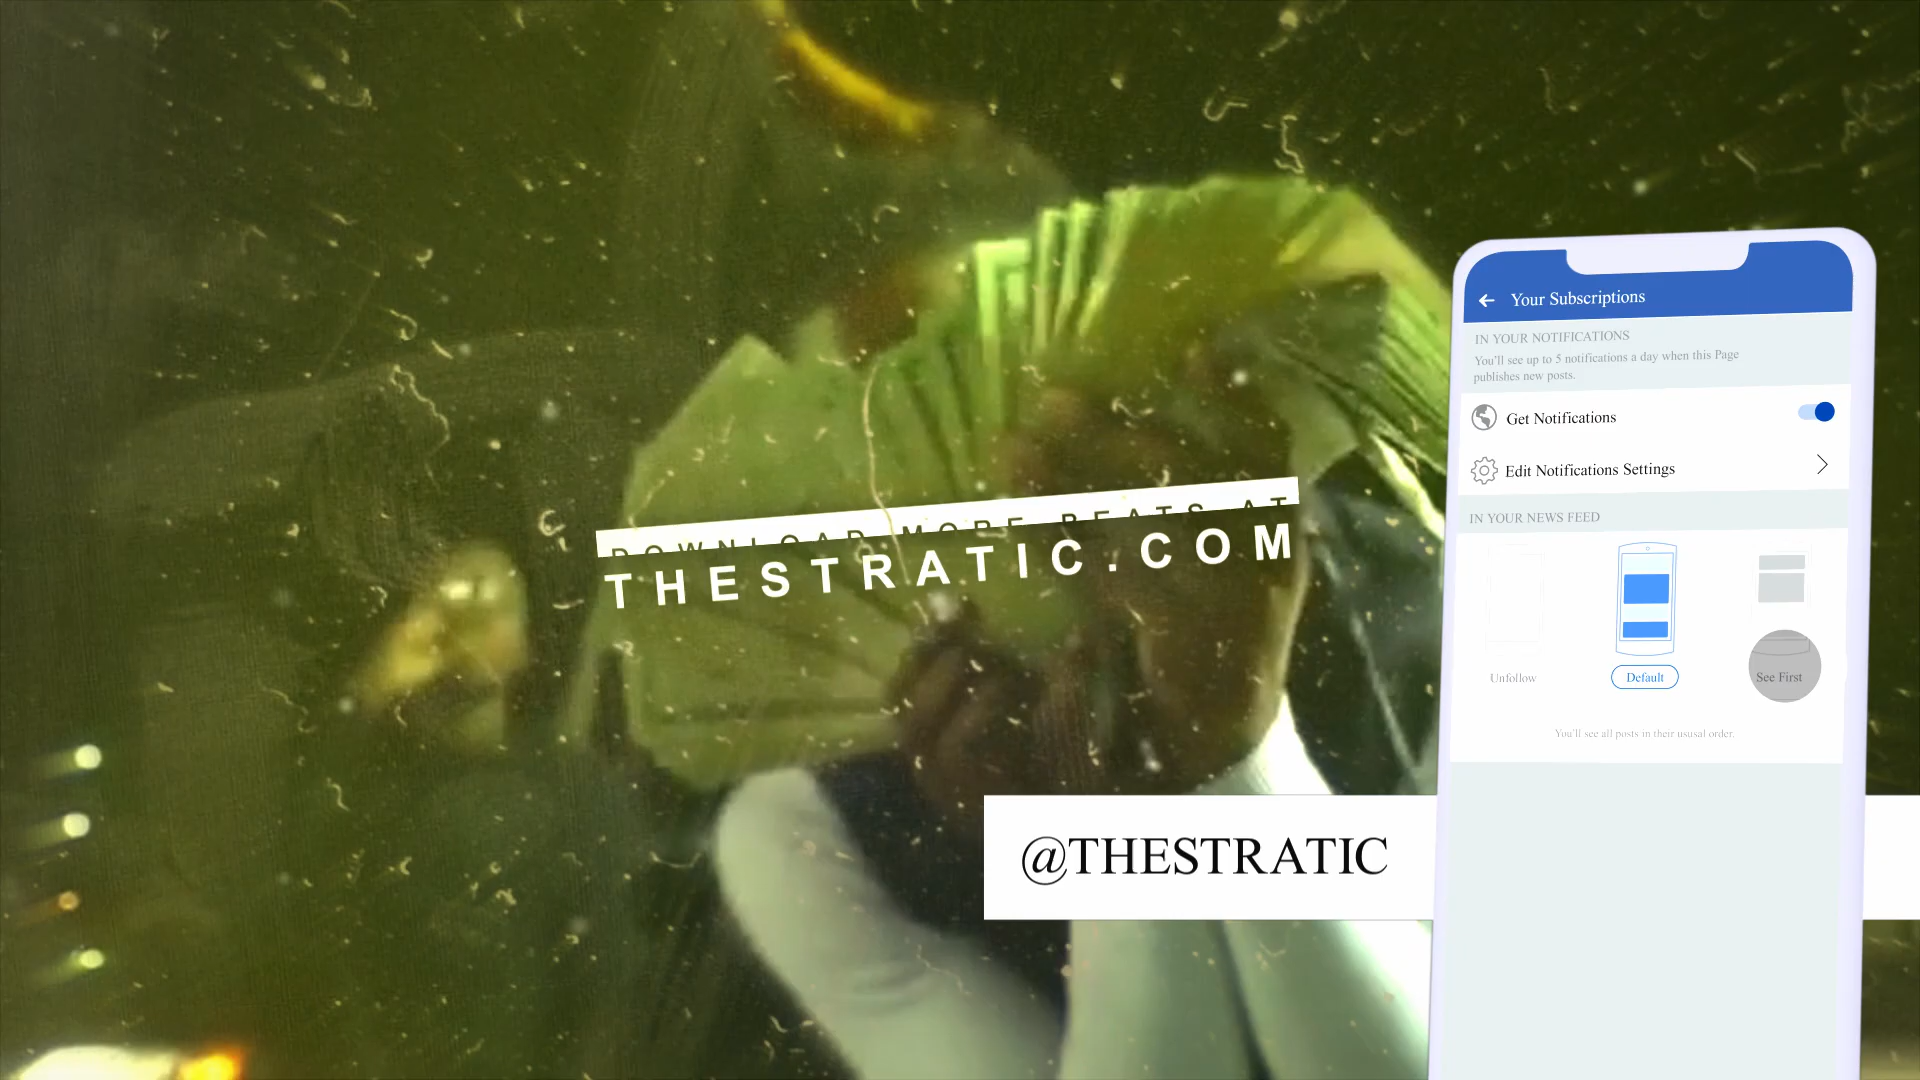 DOWNLOAD MORE BEATS AT
THESTRATIC.COM
@THESTRATIC
Your Subscriptions
IN YOUR NOTIFICATIONS
You'll see up to 5 notifications a day when this Page
publishes new posts.
Get Notifications
Edit Notifications Settings
IN YOUR NEWS FEED
Unfollow
Default
See First
You'll see all posts in their ususal order.